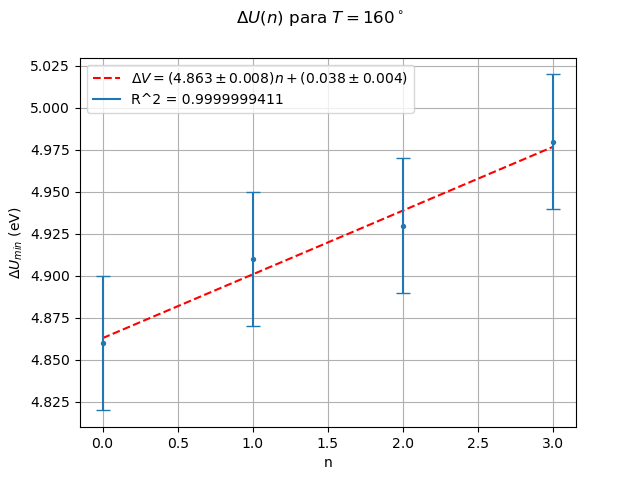 ΔU(n) para T = 160°
ΔV = (4.863 ± 0.008)n + (0.038 ± 0.004)
R^2 = 0.9999999411
5.025
5.000
4.975
4.950
4.925
4.900
4.875
4.850
4.825
ΔU_min (eV)
0.0 0.5 1.0 1.5 2.0 2.5 3.0
n